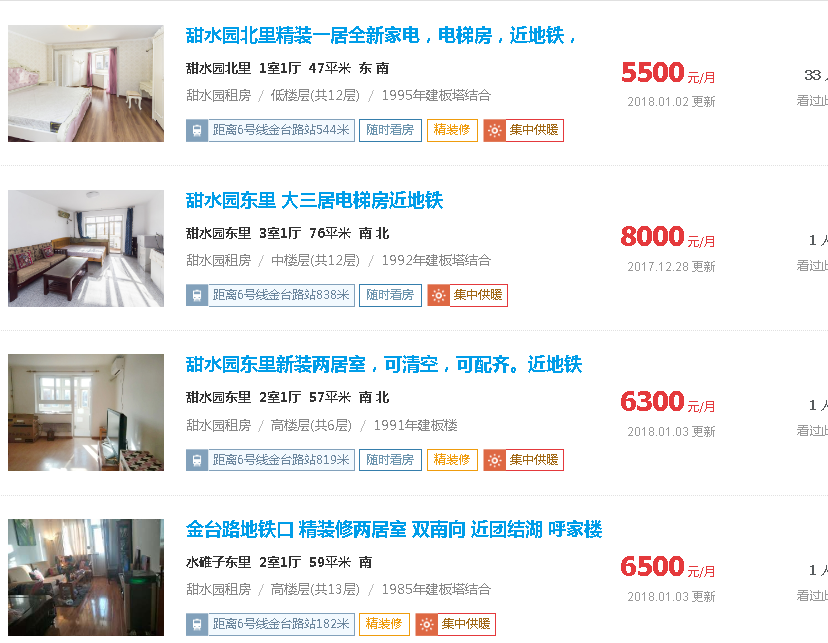 甜水园北里精装一居全新家电，电梯房，近地铁，
甜水园北里 1室1厅 47平米 东 南
甜水园租房 / 低楼层(共12层) / 1995年建板塔结合
距离6号线金台路站544米 随时看房 精装修 集中供暖
5500 元/月
2018.01.02 更新
33
看过
甜水园东里 大三居电梯房近地铁
甜水园东里 3室1厅 76平米 南 北
甜水园租房 / 中楼层(共12层) / 1992年建板塔结合
距离6号线金台路站838米 随时看房 集中供暖
8000 元/月
2017.12.28 更新
1
看过
甜水园东里新装两居室，可清空，可配齐。近地铁
甜水园东里 2室1厅 57平米 南 北
甜水园租房 / 高楼层(共6层) / 1991年建板楼
距离6号线金台路站819米 随时看房 精装修 集中供暖
6300 元/月
2018.01.03 更新
1
看过
金台路地铁口 精装修两居室 双南向 近团结湖 呼家楼
水碓子东里 2室1厅 59平米 南
甜水园租房 / 高楼层(共13层) / 1985年建板塔结合
距离6号线金台路站182米 精装修 集中供暖
6500 元/月
2018.01.03 更新
1
看过